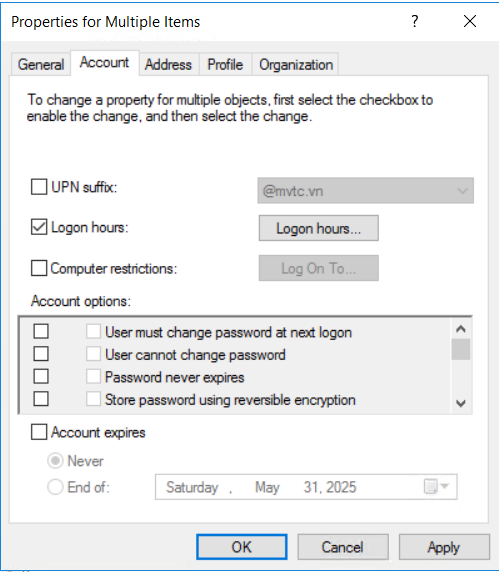 Properties for Multiple Items
?
General Account Address Profile Organization
To change a property for multiple objects, first select the checkbox to
enable the change, and then select the change.
UPN suffix: @mvtc.vn
Logon hours: Logon hours...
Computer restrictions: Log On To...
Account options:
User must change password at next logon
User cannot change password
Password never expires
Store password using reversible encryption
Account expires
Never
End of: Saturday , May 31, 2025
OK Cancel Apply